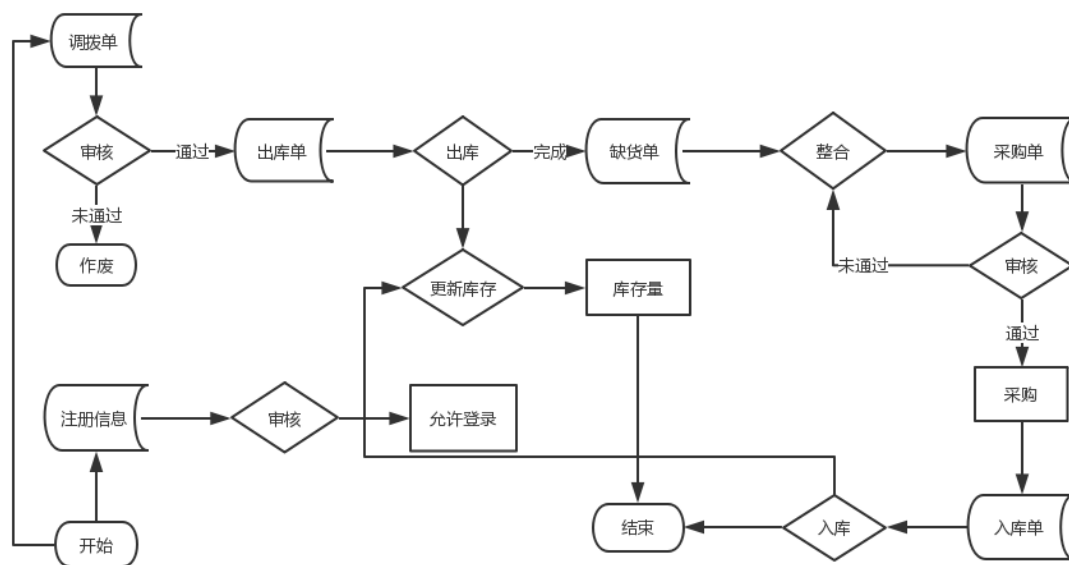 调拨单
审核
通过
出库单
出库
完成
缺货单
整合
采购单
未通过
作废
更新库存
库存量
未通过
审核
通过
采购
注册信息
审核
允许登录
开始
结束
入库
入库单